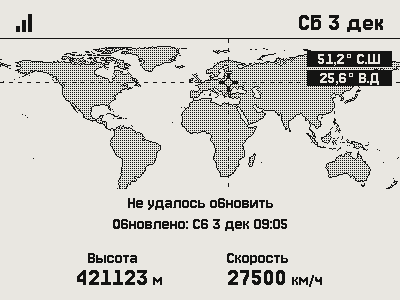 Сб 3 дек
51,2° С.Ш
25,6° В.Д
Не удалось обновить
Обновлено: Сб 3 дек 09:05
Высота Скорость
421123 м 27500 км/ч